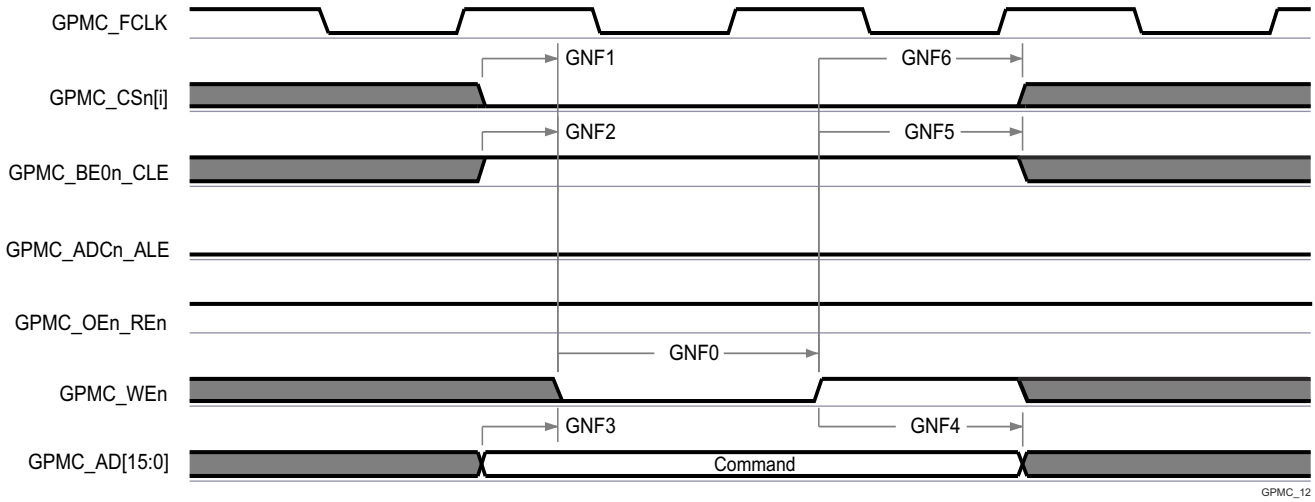 GPMC_FCLK
GNF1
GNF6
GPMC_CSn[i]
GNF2
GNF5
GPMC_BE0n_CLE
GPMC_ADCn_ALE
GPMC_OEn_REn
GNF0
GPMC_WEn
GNF3
GNF4
GPMC_AD[15:0]
Command
GPMC_12